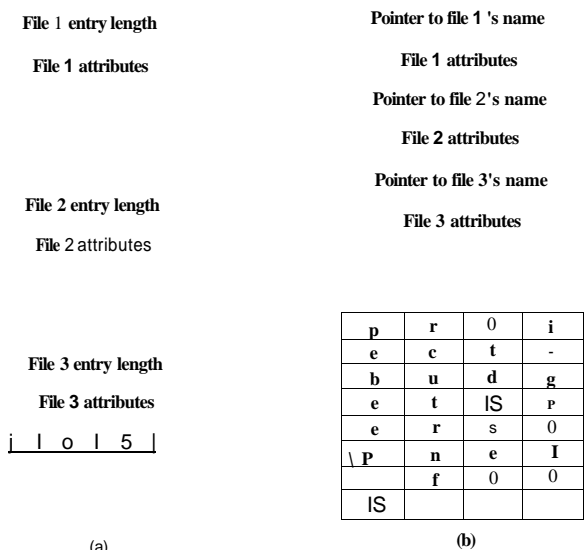 File 1 entry length
File 1 attributes
File 2 entry length
File 2 attributes
File 3 entry length
File 3 attributes
j I o I 5 |
(a)
Pointer to file 1 's name
File 1 attributes
Pointer to file 2's name
File 2 attributes
Pointer to file 3's name
File 3 attributes
p r 0 i
e c t -
b u d g
e t IS P
e r s 0
\ P n e I
f 0 0
IS
(b)